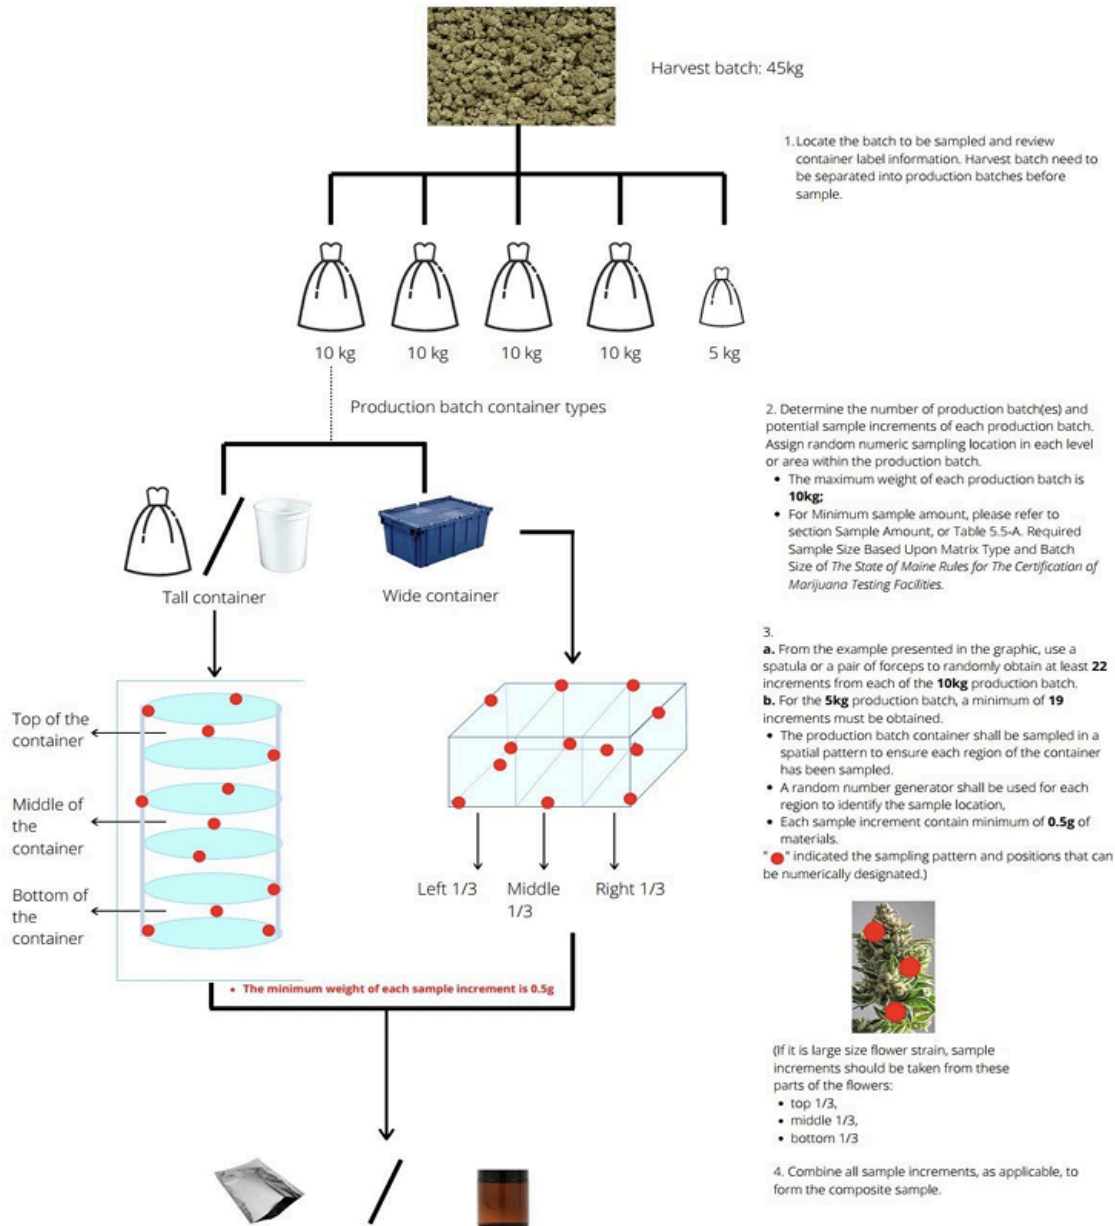 Harvest batch: 45kg
1. Locate the batch to be sampled and review
container label information. Harvest batch need to
be separated into production batches before
sample.
10 kg
10 kg
10 kg
10 kg
5 kg
Production batch container types
2. Determine the number of production batch(es) and
potential sample increments of each production batch.
Assign random numeric sampling location in each level
or area within the production batch.
• The maximum weight of each production batch is
10kg;
• For Minimum sample amount, please refer to
section Sample Amount, or Table 5.5-A. Required
Sample Size Based Upon Matrix Type and Batch
Size of The State of Maine Rules for The Certification of
Marijuana Testing Facilities.
Tall container
Wide container
3.
a. From the example presented in the graphic, use a
spatula or a pair of forceps to randomly obtain at least 22
increments from each of the 10kg production batch.
b. For the 5kg production batch, a minimum of 19
increments must be obtained.
• The production batch container shall be sampled in a
spatial pattern to ensure each region of the container
has been sampled.
• A random number generator shall be used for each
region to identify the sample location,
• Each sample increment contain minimum of 0.5g of
materials.
" " indicated the sampling pattern and positions that can
be numerically designated.)
Top of the
container
Middle of
the
container
Bottom of
the
container
Left 1/3
Middle
1/3
Right 1/3
• The minimum weight of each sample increment is 0.5g
(If it is large size flower strain, sample
increments should be taken from these
parts of the flowers:
• top 1/3,
• middle 1/3,
• bottom 1/3
4. Combine all sample increments, as applicable, to
form the composite sample.